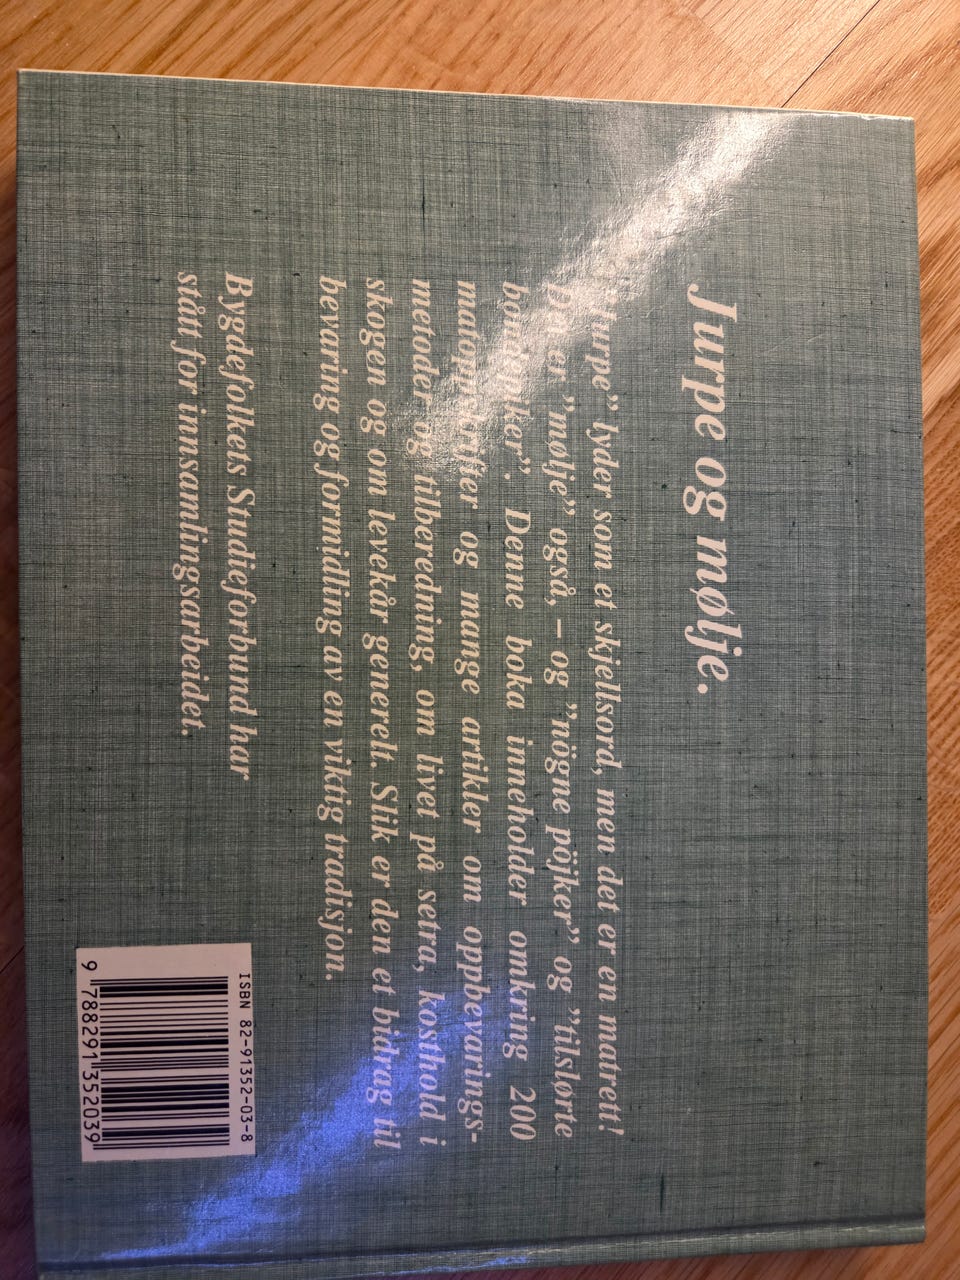 Jurpe og mølje.
”Jurpe” lyder som et skjellsord, men det er en matrett!
Det er ”mølje” også, – og ”nögne pöjker” og ”tilslørte
bondepiker”. Denne boka inneholder omkring 200
matoppskrifter og mange artikler om oppbevarings-
metoder og tilberedning, om livet på setra, kosthold i
skogen og om levekår generelt. Slik er den et bidrag til
bevaring og formidling av en viktig tradisjon.
Bygdefolkets Studieforbund har
stått for innsamlingsarbeidet.
ISBN 82-91352-03-8
9 788291 352039